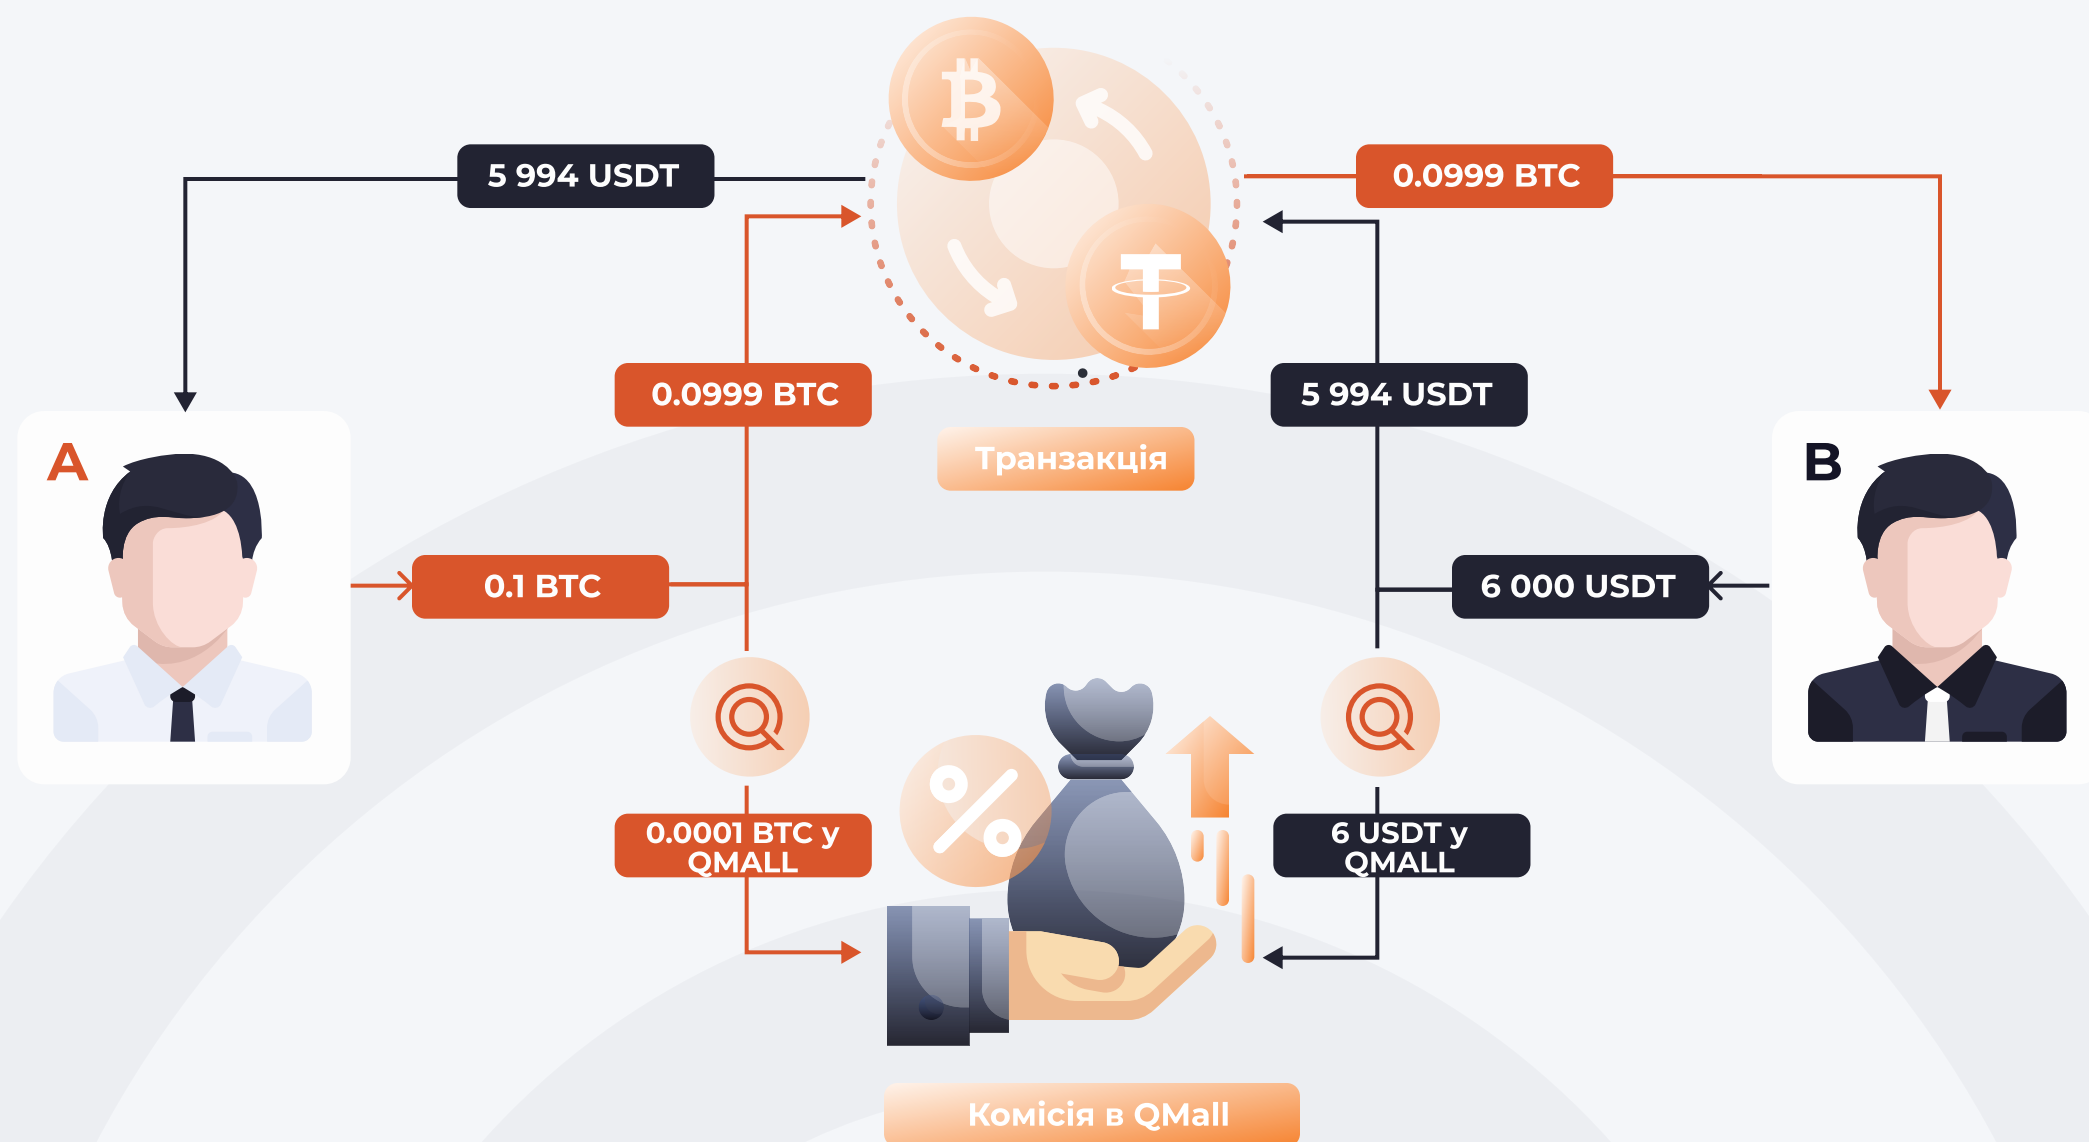 5 994 USDT
0.0999 BTC
0.0999 BTC
5 994 USDT
A
B
Транзакція
0.1 BTC
6 000 USDT
0.0001 BTC у
QMALL
6 USDT у
QMALL
Комісія в QMall